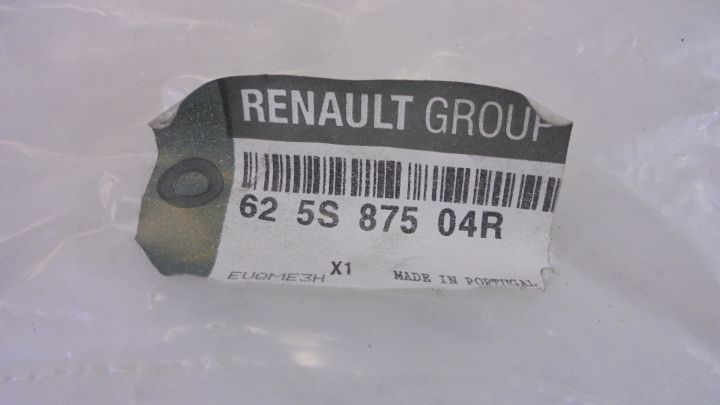 RENAULT GROUP
62 5S 875 04R
X1
EUQME3H
MADE IN PORTUGAL